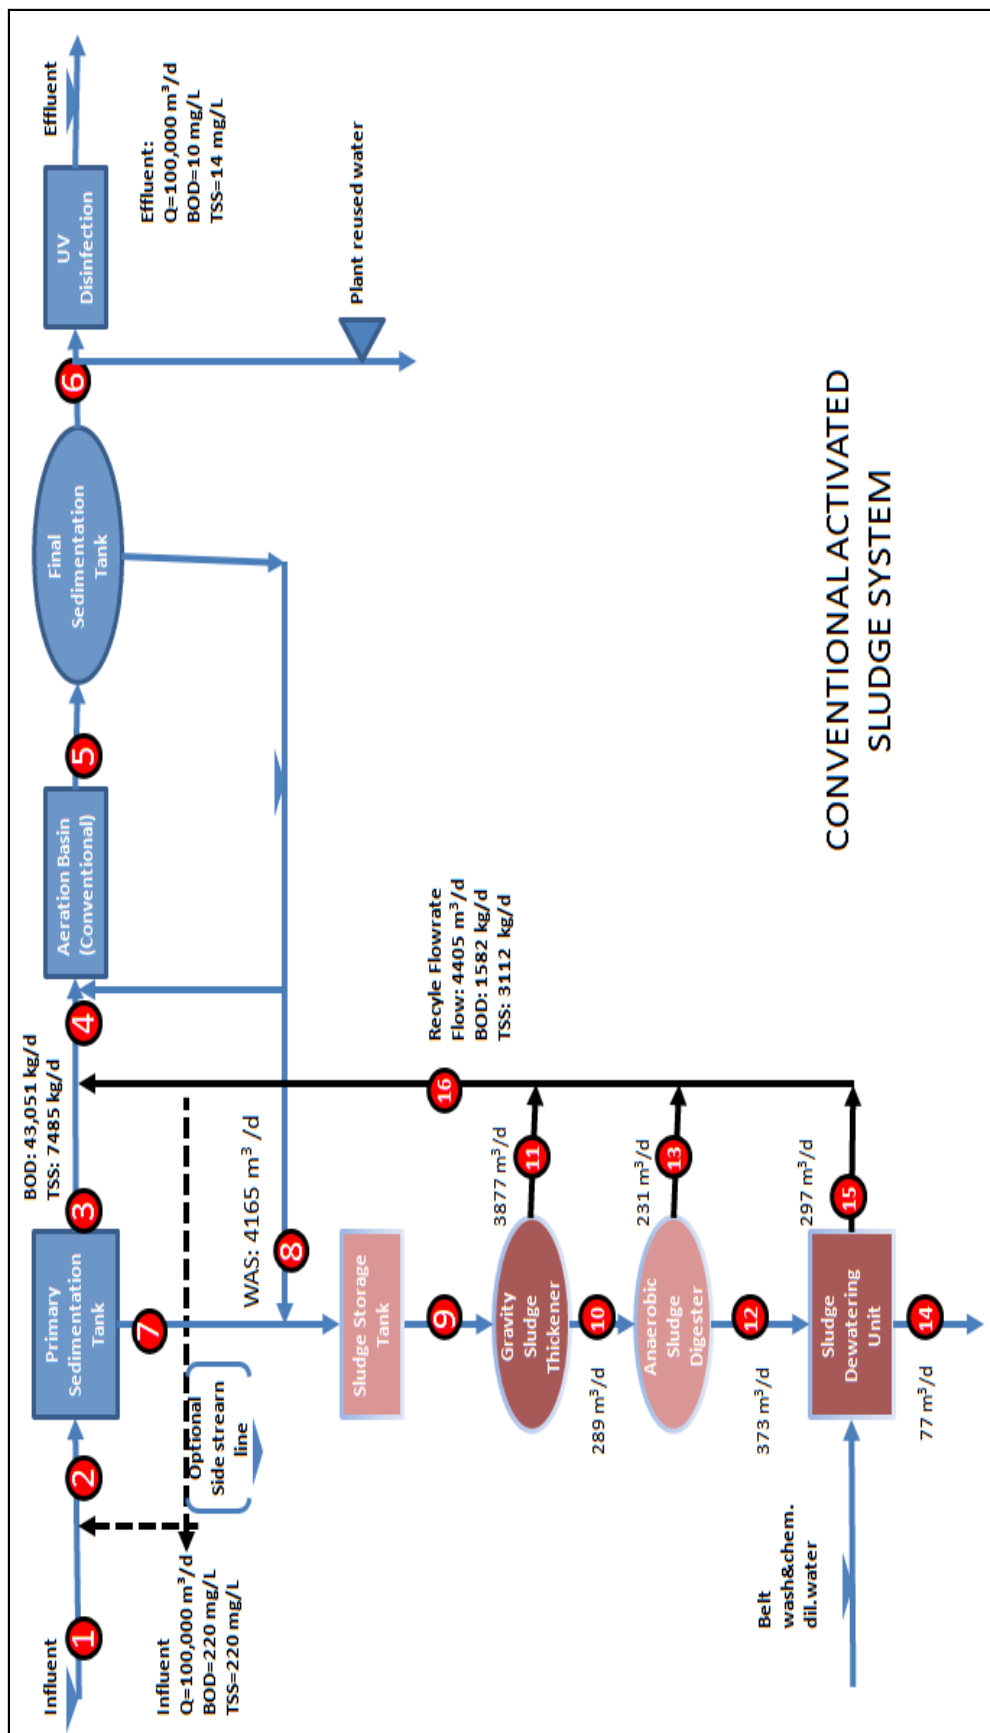 Influent
1
2
Primary
Sedimentation
Tank
3
BOD: 43,051 kg/d
TSS: 7485 kg/d
4
Aeration Basin
(Conventional)
5
Final
Sedimentation
Tank
6
UV
Disinfection
Effluent
Influent
Q=100,000 m³/d
BOD=220 mg/L
TSS=220 mg/L
Optional
Side strearn
line
7
WAS: 4165 m³ /d
8
Effluent:
Q=100,000 m³/d
BOD=10 mg/L
TSS=14 mg/L
Plant reused water
Sludge Storage
Tank
9
Recyle Flowrate
Flow: 4405 m³/d
BOD: 1582 kg/d
TSS: 3112 kg/d
16
Gravity
Sludge
Thickener
3877 m³/d
11
289 m³/d
10
Anaerobic
Sludge
Digester
231 m³/d
13
373 m³/d
12
Belt
wash&chem.
dil.water
Sludge
Dewatering
Unit
297 m³/d
15
77 m³/d
14
CONVENTIONAL ACTIVATED
SLUDGE SYSTEM